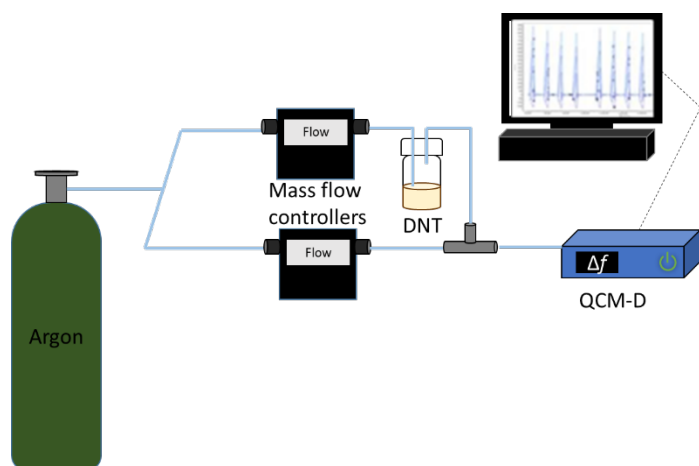 Flow
Mass flow
controllers
DNT
Flow
Δf
QCM-D
Argon